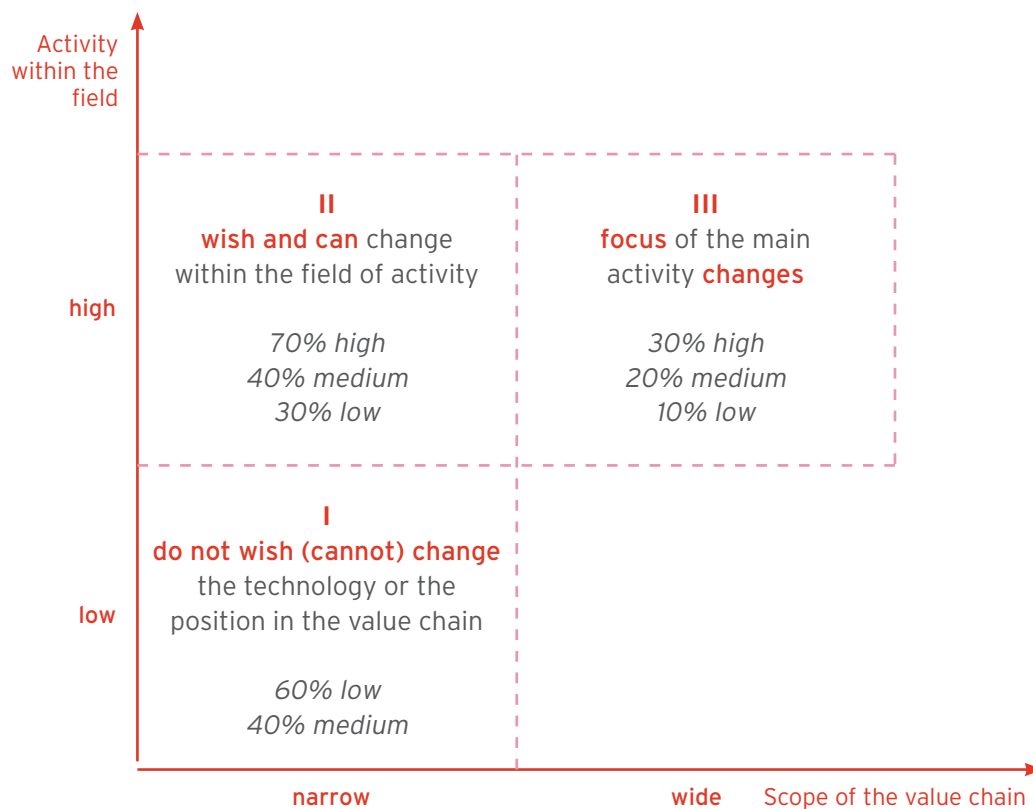 Activity
within the
field
II
wish and can change
within the field of activity
70% high
40% medium
30% low
III
focus of the main
activity changes
30% high
20% medium
10% low
high
I
do not wish (cannot) change
the technology or the
position in the value chain
60% low
40% medium
low
narrow
wide
Scope of the value chain